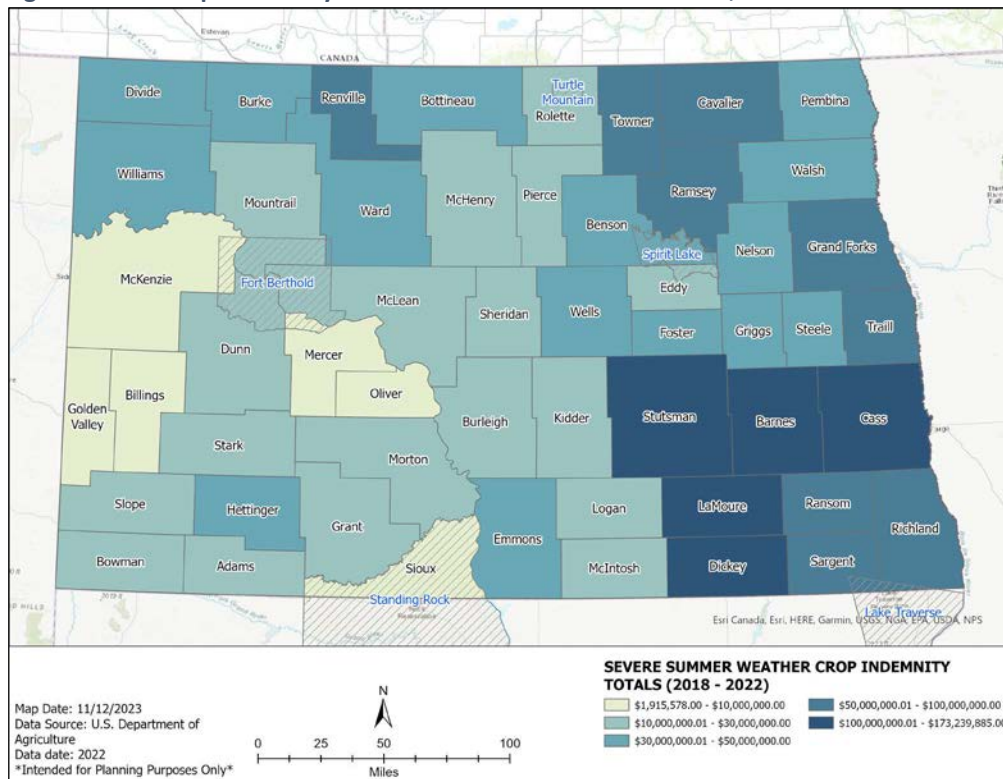 Estevan
CANADA
Divide
Burke
Renville
Bottineau
Turtle
Mountain
Rolette
Towner
Cavalier
Pembina
Williams
Mountrail
Ward
McHenry
Pierce
Benson
Ramsey
Walsh
Spirit Lake
Nelson
Grand Forks
McKenzie
Fort Berthold
McLean
Sheridan
Wells
Eddy
Foster
Griggs
Steele
Traill
Dunn
Mercer
Oliver
Golden
Valley
Billings
Burleigh
Kidder
Stutsman
Barnes
Cass
Stark
Morton
Slope
Hettinger
Grant
Emmons
Logan
LaMoure
Ransom
Richland
Bowman
Adams
Sioux
McIntosh
Dickey
Sargent
Standing Rock
Lake Traverse
Esri Canada, Esri, HERE, Garmin, USGS, NGA, EPA, USDA, NPS
Map Date: 11/12/2023
Data Source: U.S. Department of
Agriculture
Data date: 2022
*Intended for Planning Purposes Only*
N
0 25 50 100
Miles
SEVERE SUMMER WEATHER CROP INDEMNITY
TOTALS (2018 - 2022)
$1,915,578.00 - $10,000,000.00
$10,000,000.01 - $30,000,000.00
$30,000,000.01 - $50,000,000.00
$50,000,000.01 - $100,000,000.00
$100,000,000.01 - $173,239,885.00